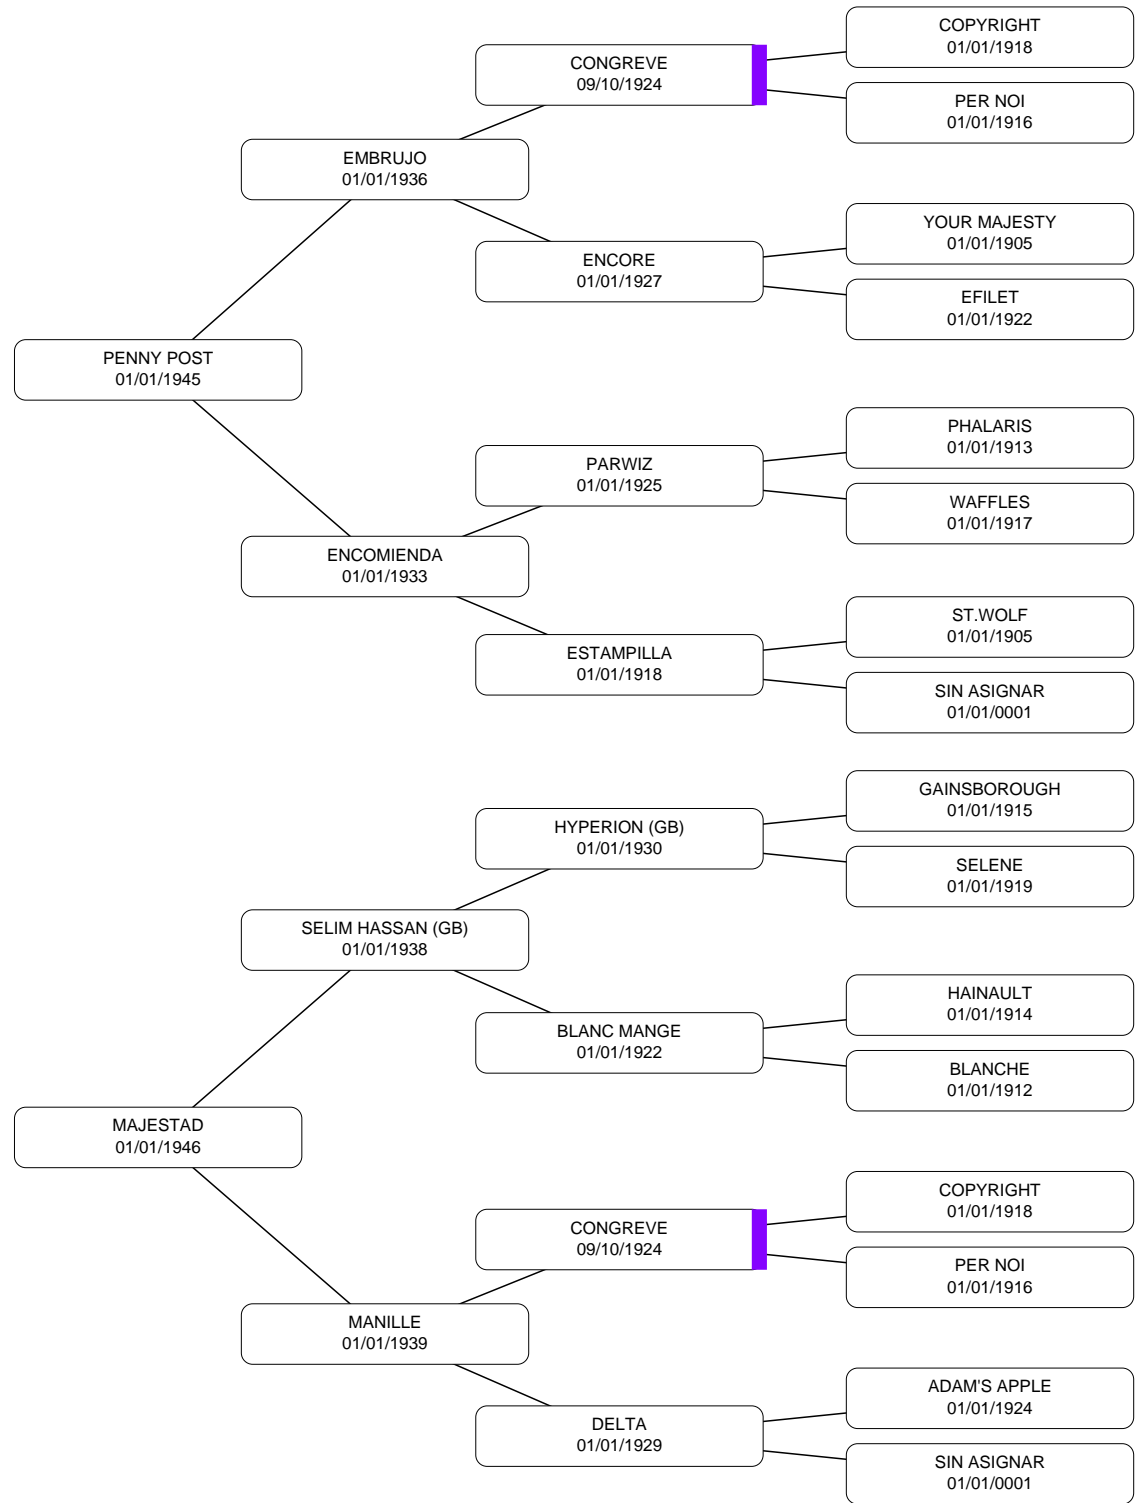 COPYRIGHT
01/01/1918
CONGREVE
09/10/1924
PER NOI
01/01/1916
EMBRUJO
01/01/1936
YOUR MAJESTY
01/01/1905
ENCORE
01/01/1927
EFILET
01/01/1922
PENNY POST
01/01/1945
PHALARIS
01/01/1913
PARWIZ
01/01/1925
WAFFLES
01/01/1917
ENCOMIENDA
01/01/1933
ST.WOLF
01/01/1905
ESTAMPILLA
01/01/1918
SIN ASIGNAR
01/01/0001
GAINSBOROUGH
01/01/1915
HYPERION (GB)
01/01/1930
SELENE
01/01/1919
SELIM HASSAN (GB)
01/01/1938
HAINAULT
01/01/1914
BLANC MANGE
01/01/1922
BLANCHE
01/01/1912
MAJESTAD
01/01/1946
COPYRIGHT
01/01/1918
CONGREVE
09/10/1924
PER NOI
01/01/1916
MANILLE
01/01/1939
ADAM'S APPLE
01/01/1924
DELTA
01/01/1929
SIN ASIGNAR
01/01/0001